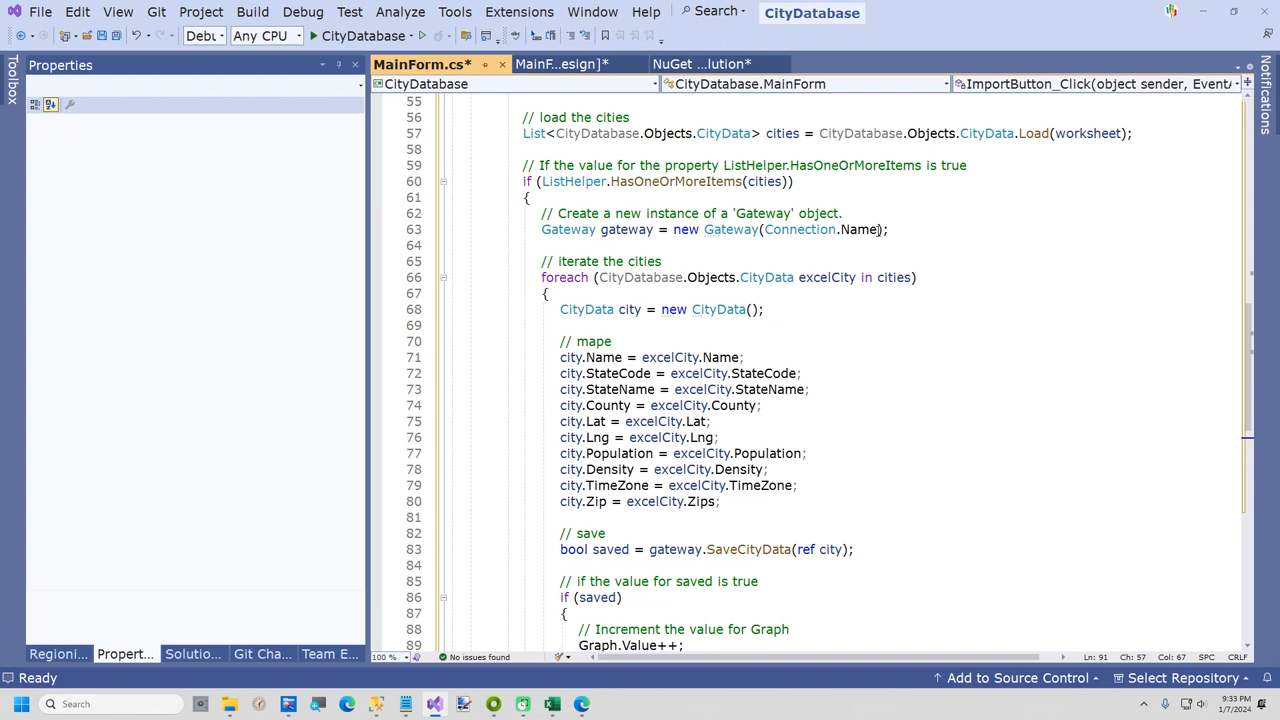 File Edit View Git Project Build Debug Test Analyze Tools Extensions Window Help Search CityDatabase
Debu Any CPU CityDatabase
Toolbox
Properties
MainForm.cs* MainF...esign]* NuGet ...lution*
CityDatabase CityDatabase.MainForm ImportButton_Click(object sender, EventA
Notifications
55
56 // load the cities
57 List<CityDatabase.Objects.CityData> cities = CityDatabase.Objects.CityData.Load(worksheet);
58
59 // If the value for the property ListHelper.HasOneOrMoreItems is true
60 if (ListHelper.HasOneOrMoreItems(cities))
61 {
62 // Create a new instance of a 'Gateway' object.
63 Gateway gateway = new Gateway(Connection.Name);
64
65 // iterate the cities
66 foreach (CityDatabase.Objects.CityData excelCity in cities)
67 {
68 CityData city = new CityData();
69
70 // mape
71 city.Name = excelCity.Name;
72 city.StateCode = excelCity.StateCode;
73 city.StateName = excelCity.StateName;
74 city.County = excelCity.County;
75 city.Lat = excelCity.Lat;
76 city.Lng = excelCity.Lng;
77 city.Population = excelCity.Population;
78 city.Density = excelCity.Density;
79 city.TimeZone = excelCity.TimeZone;
80 city.Zip = excelCity.Zips;
81
82 // save
83 bool saved = gateway.SaveCityData(ref city);
84
85 // if the value for saved is true
86 if (saved)
87 {
88 // Increment the value for Graph
89 Graph.Value++;
Regioni... Propert... Solutio... Git Cha... Team E...
100 % No issues found Ln: 91 Ch: 57 Col: 67 SPC CRLF
Ready Add to Source Control Select Repository
Search
9:33 PM
1/7/2024